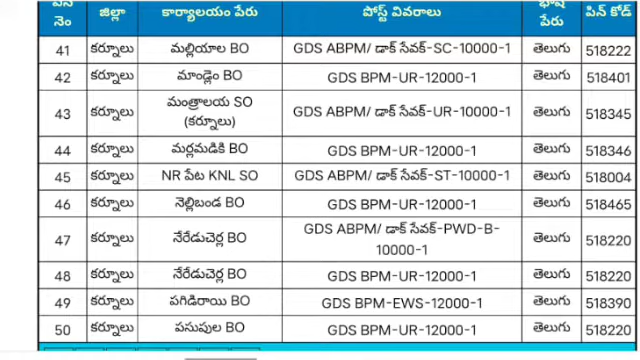 ఎస్ జిల్లా కార్యాలయం పేరు పోస్ట్ వివరాలు భాష పిన్ కోడ్
నెం పేరు
41 కర్నూలు మల్లియాల BO GDS ABPM/ డాక్ సేవక్-SC-10000-1 తెలుగు 518222
42 కర్నూలు మాండ్లెం BO GDS BPM-UR-12000-1 తెలుగు 518401
43 కర్నూలు మంత్రాలయ SO GDS ABPM/ డాక్ సేవక్-UR-10000-1 తెలుగు 518345
(కర్నూలు)
44 కర్నూలు మర్లమడికి BO GDS BPM-UR-12000-1 తెలుగు 518346
45 కర్నూలు NR పేట KNL SO GDS ABPM/ డాక్ సేవక్-ST-10000-1 తెలుగు 518004
46 కర్నూలు నెల్లిబండ BO GDS BPM-UR-12000-1 తెలుగు 518465
47 కర్నూలు నేరేడుచెర్ల BO GDS ABPM/ డాక్ సేవక్-PWD-B- తెలుగు 518220
10000-1
48 కర్నూలు నేరేడుచెర్ల BO GDS BPM-UR-12000-1 తెలుగు 518220
49 కర్నూలు పగిడిరాయి BO GDS BPM-EWS-12000-1 తెలుగు 518390
50 కర్నూలు పసుపుల BO GDS BPM-UR-12000-1 తెలుగు 518220